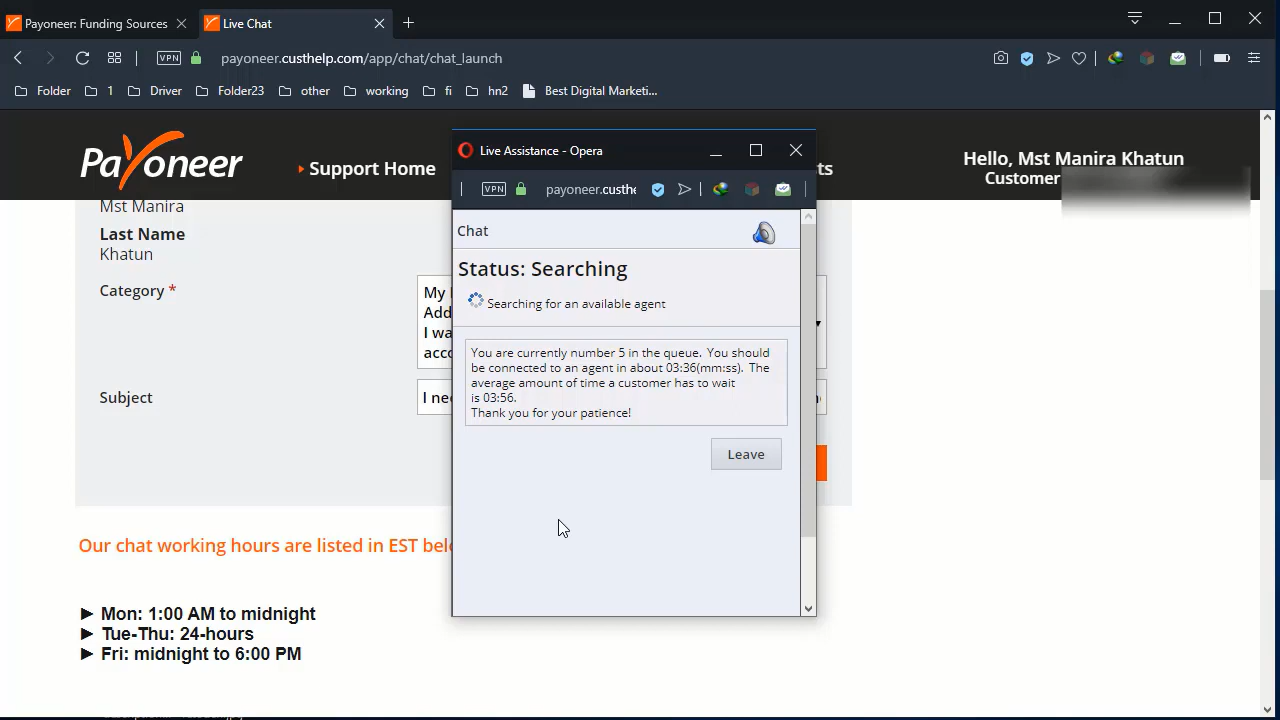 Payoneer: Funding Sources
Live Chat
VPN
payoneer.custhelp.com/app/chat/chat_launch
Folder
1
Driver
Folder23
other
working
fi
hn2
Best Digital Marketi...
Payoneer
Support Home
sts
Hello, Mst Manira Khatun
Customer
Mst Manira
Last Name
Khatun
Category *
My
Add
I wa
acco
Subject
I nee
Our chat working hours are listed in EST belo
► Mon: 1:00 AM to midnight
► Tue-Thu: 24-hours
► Fri: midnight to 6:00 PM
Live Assistance - Opera
VPN
payoneer.custhe
Chat
Status: Searching
Searching for an available agent
You are currently number 5 in the queue. You should
be connected to an agent in about 03:36(mm:ss). The
average amount of time a customer has to wait
is 03:56.
Thank you for your patience!
Leave